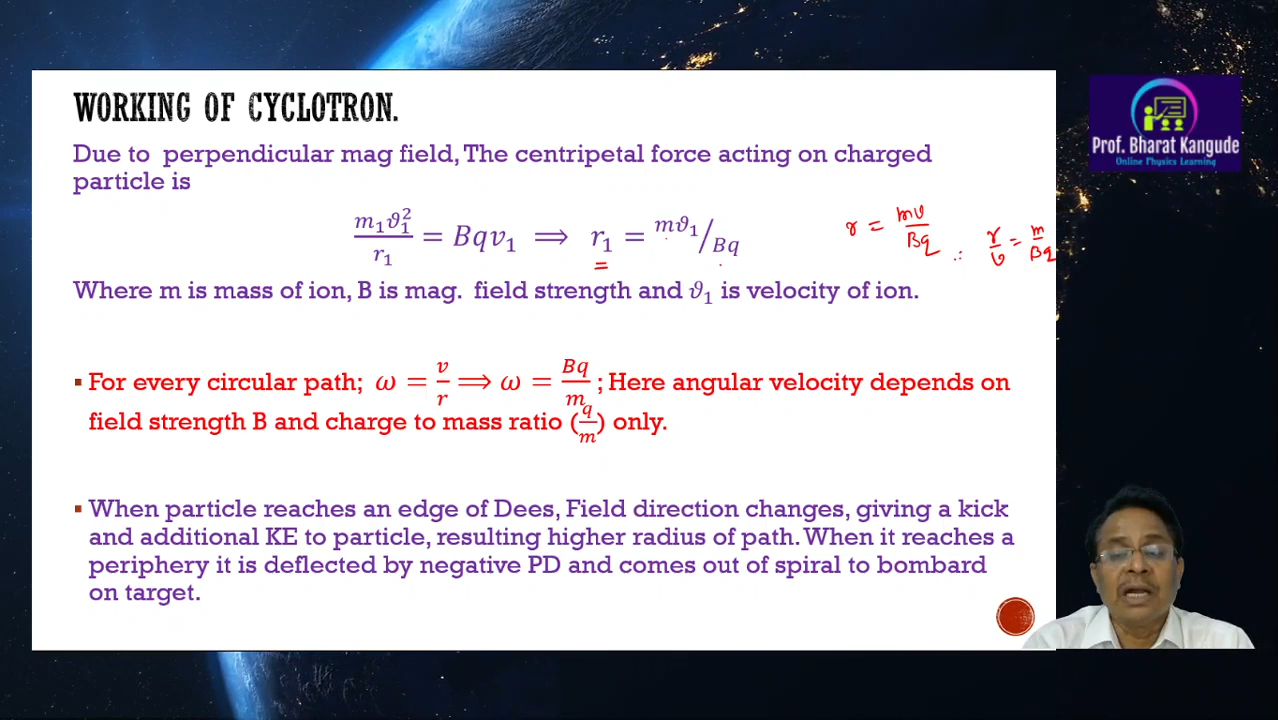 WORKING OF CYCLOTRON.
Prof. Bharat Kangude
Online Physics Learning
Due to perpendicular mag field, The centripetal force acting on charged
particle is
m₁ϑ₁²/r₁ = Bqv₁ ⟹ r₁ = mϑ₁/Bq
r = mv/Bq ∴ r/v = m/Bq
Where m is mass of ion, B is mag. field strength and ϑ₁ is velocity of ion.
▪ For every circular path; ω = v/r ⟹ ω = Bq/m ; Here angular velocity depends on
field strength B and charge to mass ratio (q/m) only.
▪ When particle reaches an edge of Dees, Field direction changes, giving a kick
and additional KE to particle, resulting higher radius of path. When it reaches a
periphery it is deflected by negative PD and comes out of spiral to bombard
on target.